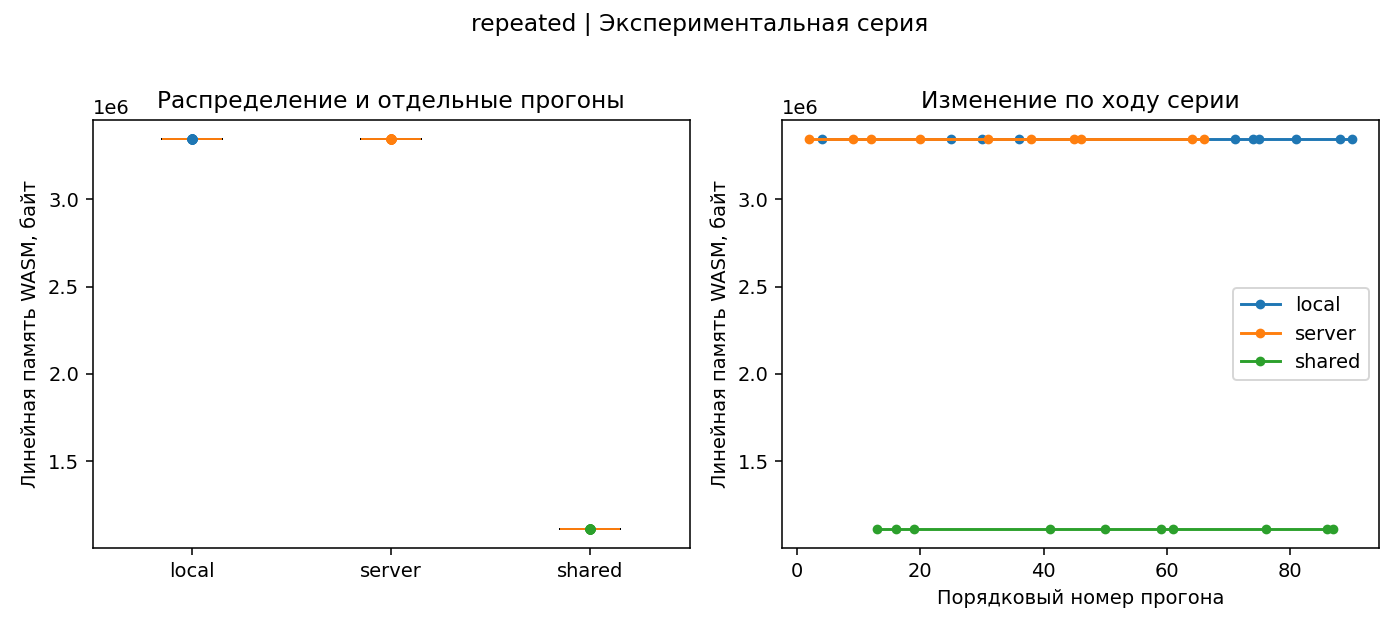 repeated | Экспериментальная серия
Распределение и отдельные прогоны
1e6
Линейная память WASM, байт
3.0
2.5
2.0
1.5
local
server
shared
Изменение по ходу серии
1e6
Линейная память WASM, байт
3.0
2.5
2.0
1.5
local
server
shared
0
20
40
60
80
Порядковый номер прогона